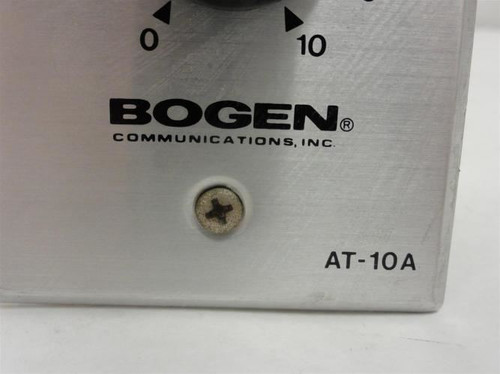 0 10
BOGEN®
COMMUNICATIONS, INC.
AT-10A